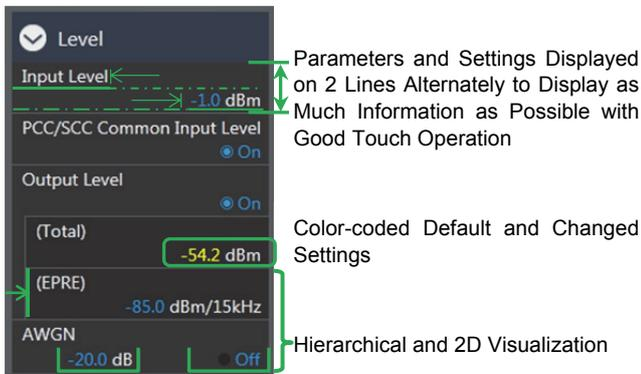 Level
Input Level
-1.0 dBm
PCC/SCC Common Input Level
On
Output Level
On
(Total)
-54.2 dBm
(EPRE)
-85.0 dBm/15kHz
AWGN
-20.0 dB Off
Parameters and Settings Displayed
on 2 Lines Alternately to Display as
Much Information as Possible with
Good Touch Operation
Color-coded Default and Changed
Settings
Hierarchical and 2D Visualization